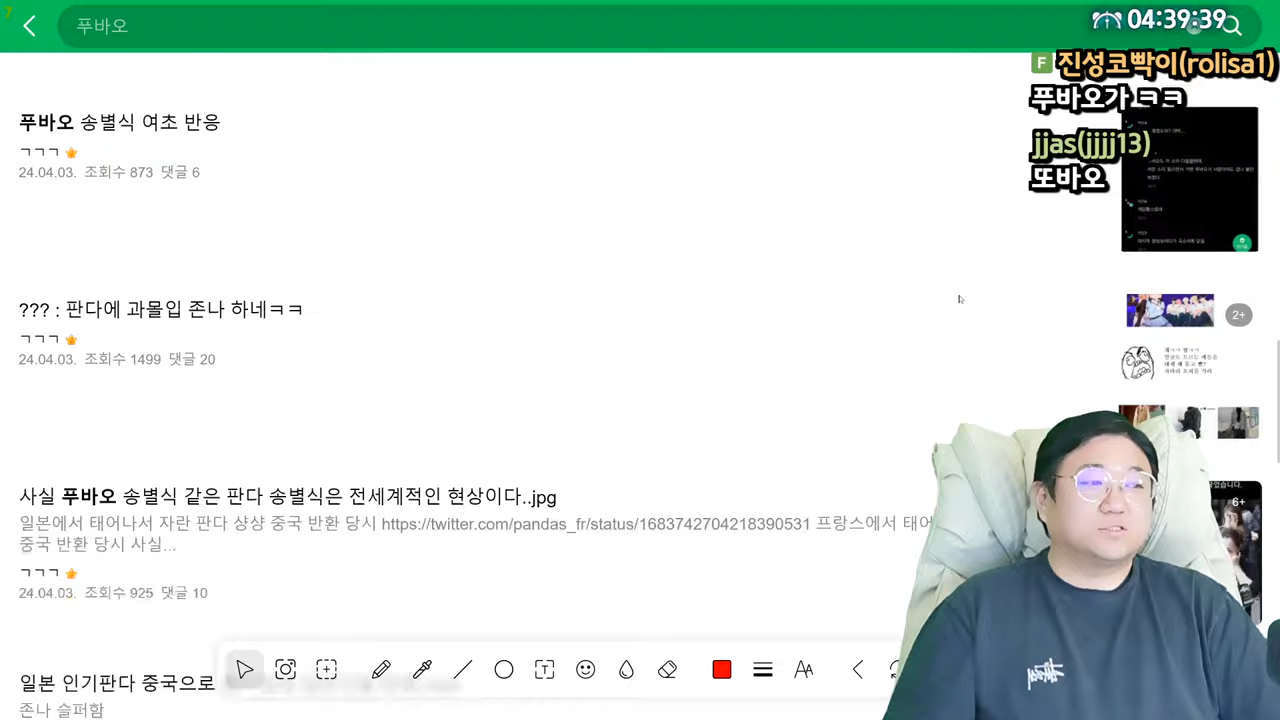 푸바오
04:39:39
F 진성코빡이(rolisa1)
푸바오가 ㅋㅋ
jjas(jjjj13)
또바오
푸바오 송별식 여초 반응
ㄱㄱㄱ
24.04.03. 조회수 873 댓글 6
??? : 판다에 과몰입 존나 하네ㅋㅋ
ㄱㄱㄱ
24.04.03. 조회수 1499 댓글 20
2+
사실 푸바오 송별식 같은 판다 송별식은 전세계적인 현상이다..jpg
일본에서 태어나서 자란 판다 샹샹 중국 반환 당시 https://twitter.com/pandas_fr/status/1683742704218390531 프랑스에서 태어
중국 반환 당시 사실...
6+
ㄱㄱㄱ
24.04.03. 조회수 925 댓글 10
일본 인기판다 중국으로
존나 슬퍼함